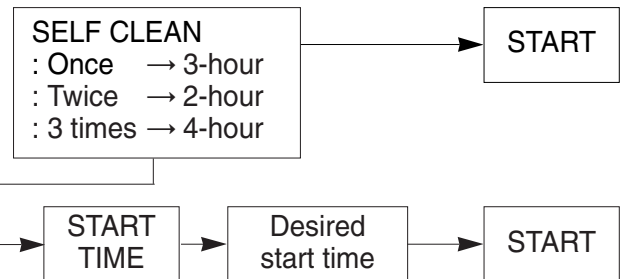 SELF CLEAN
: Once → 3-hour
: Twice → 2-hour
: 3 times → 4-hour
START
START
TIME
Desired
start time
START